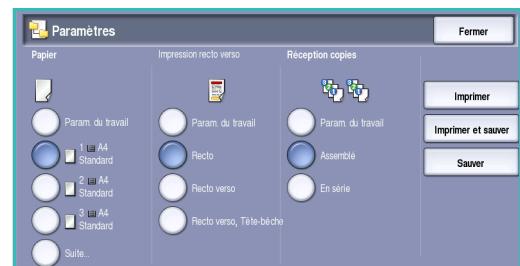 Paramètres
Fermer
Papier
Impression recto verso
Réception copies
Imprimer
Imprimer et sauver
Sauver
Param. du travail
1 A4
Standard
2 A4
Standard
3 A4
Standard
Suite...
Param. du travail
Recto
Recto verso
Recto verso, Tête-bêche
Param. du travail
Assemblé
En série